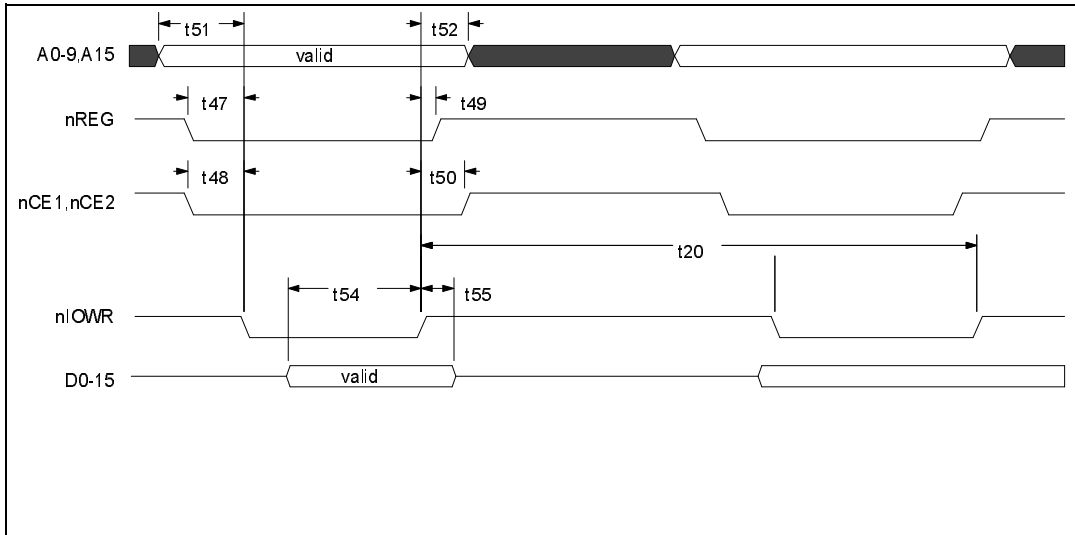 t51
t52
A0-9,A15
valid
t47
t49
nREG
t48
t50
nCE1,nCE2
t20
t54
t55
nIOWR
D0-15
valid